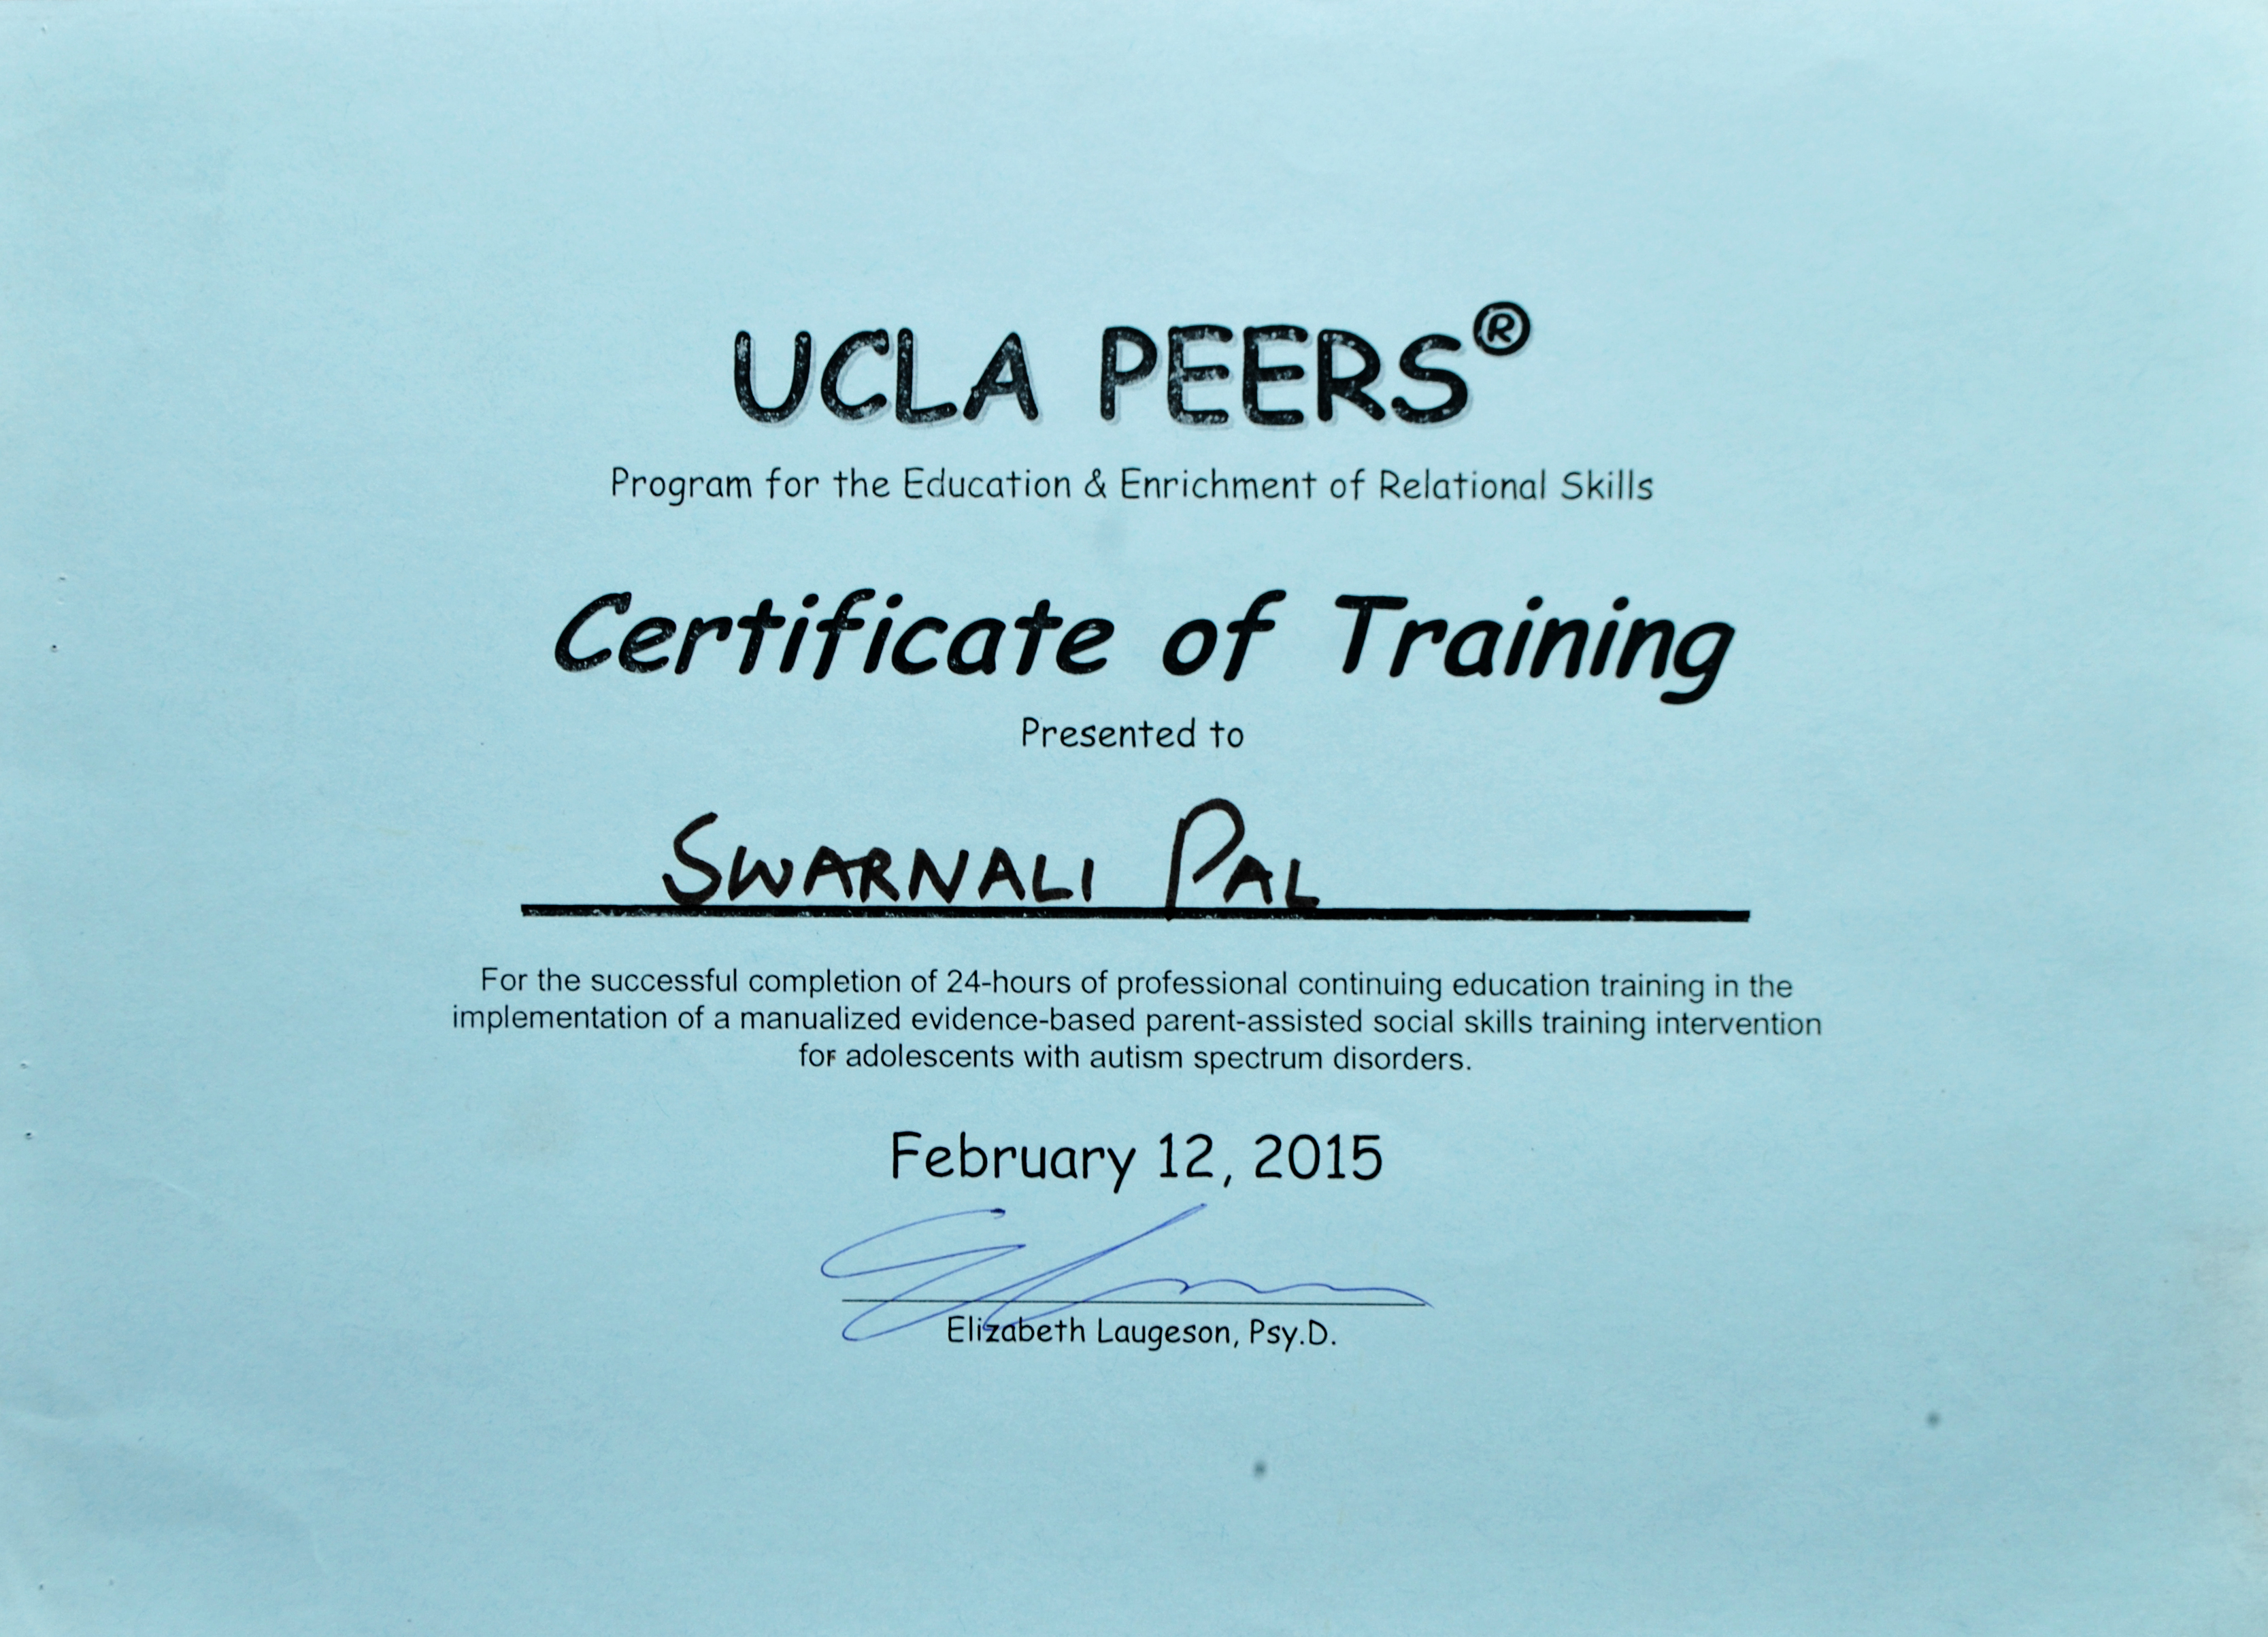 UCLA PEERS®
Program for the Education & Enrichment of Relational Skills
Certificate of Training
Presented to
SWARNALI PAL
For the successful completion of 24-hours of professional continuing education training in the
implementation of a manualized evidence-based parent-assisted social skills training intervention
for adolescents with autism spectrum disorders.
February 12, 2015
Elizabeth Laugeson, Psy.D.